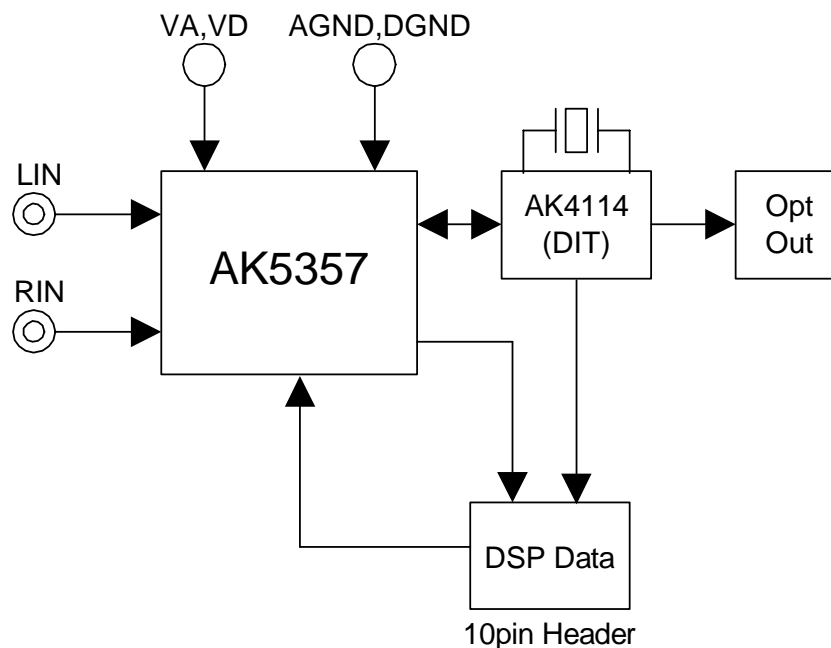 VA,VD
AGND,DGND
LIN
AK5357
AK4114
(DIT)
Opt
Out
RIN
DSP Data
10pin Header